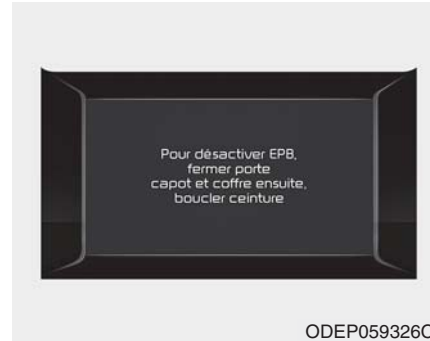 Pour désactiver EPB,
fermer porte
capot et coffre ensuite,
boucler ceinture
ODEP059326C